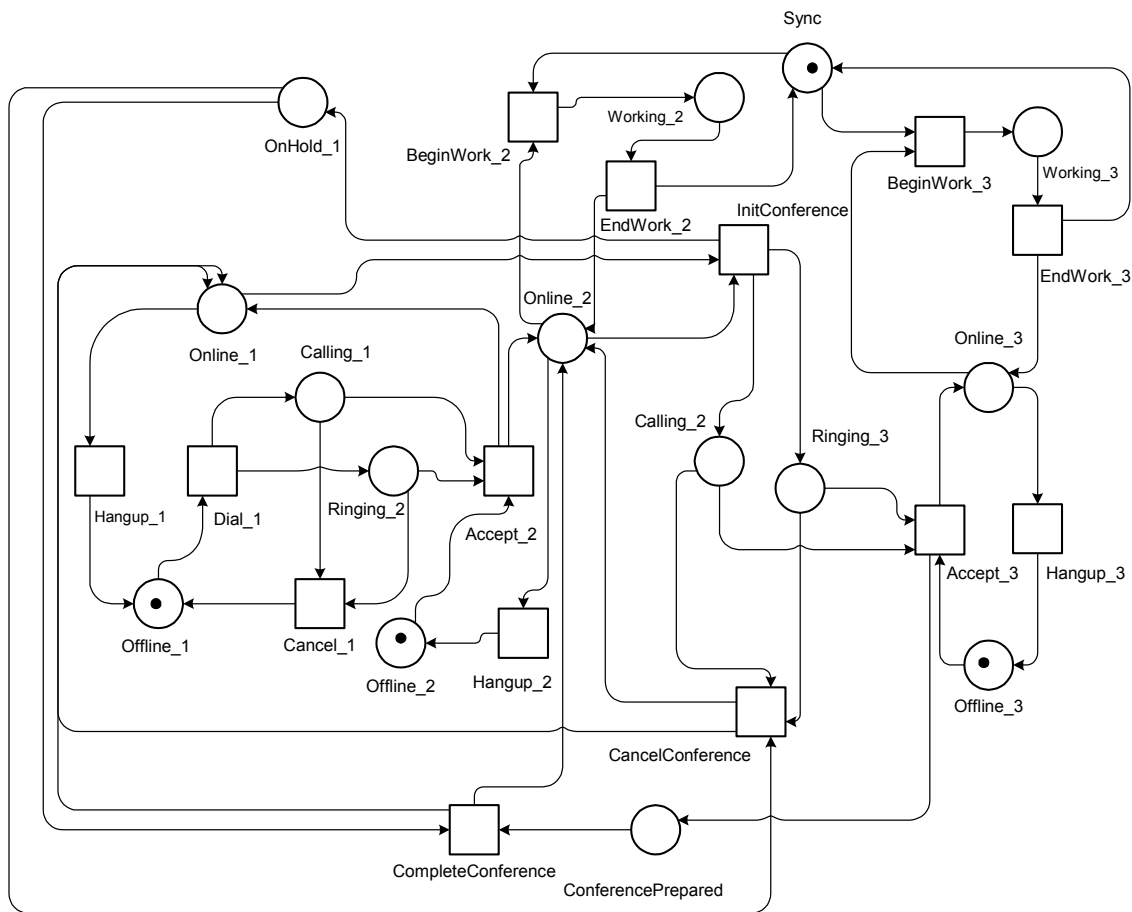 Sync
OnHold_1
BeginWork_2
Working_2
BeginWork_3
Working_3
EndWork_2
InitConference
EndWork_3
Online_2
Online_1
Calling_1
Online_3
Calling_2
Ringing_3
Hangup_1
Dial_1
Ringing_2
Accept_2
Accept_3
Hangup_3
Offline_1
Cancel_1
Offline_2
Hangup_2
Offline_3
CancelConference
CompleteConference
ConferencePrepared